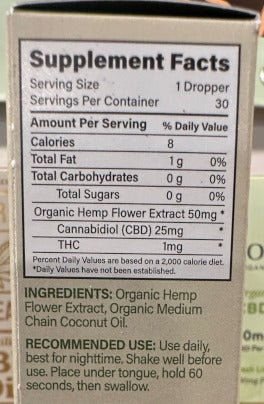 Supplement Facts
Serving Size 1 Dropper
Servings Per Container 30
Amount Per Serving % Daily Value
Calories 8
Total Fat 1 g 0%
Total Carbohydrates 0 g 0%
Total Sugars 0 g 0%
Organic Hemp Flower Extract 50mg *
Cannabidiol (CBD) 25mg *
THC 1mg *
Percent Daily Values are based on a 2,000 calorie diet.
*Daily Values have not been established.
INGREDIENTS: Organic Hemp
Flower Extract, Organic Medium
Chain Coconut Oil.
RECOMMENDED USE: Use daily,
best for nighttime. Shake well before
use. Place under tongue, hold 60
seconds, then swallow.